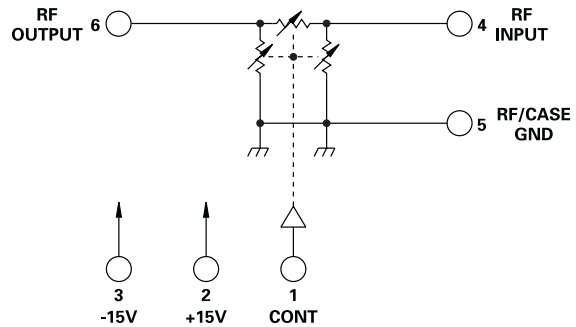 RF
OUTPUT 6
4 RF
INPUT
5 RF/CASE
GND
3 2 1
-15V +15V CONT